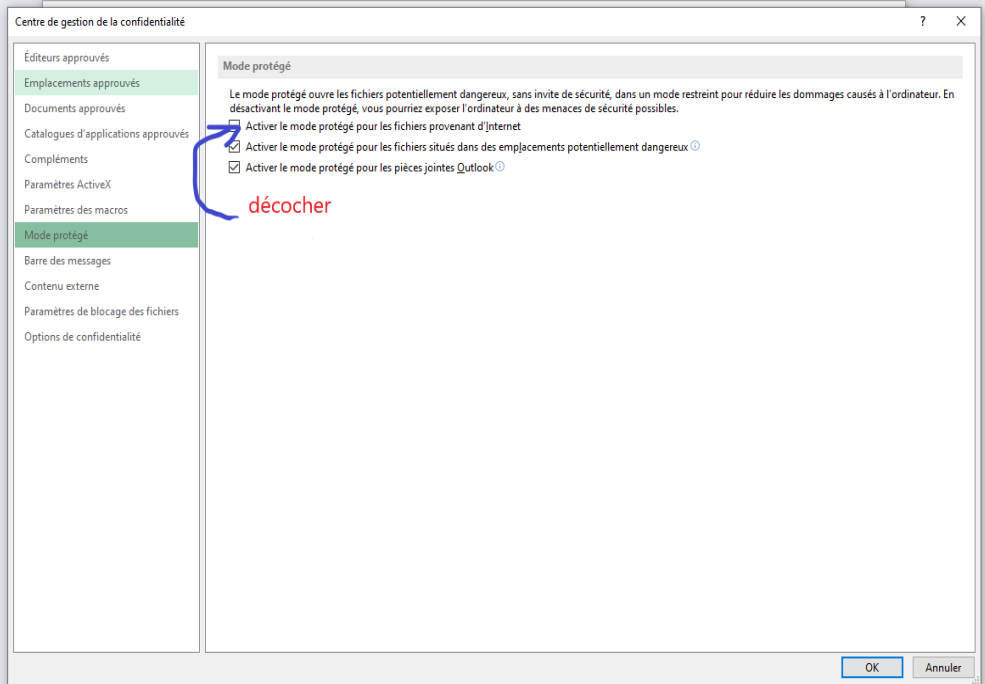 Centre de gestion de la confidentialité
?
X
Éditeurs approuvés
Emplacements approuvés
Documents approuvés
Catalogues d'applications approuvés
Compléments
Paramètres ActiveX
Paramètres des macros
Mode protégé
Barre des messages
Contenu externe
Paramètres de blocage des fichiers
Options de confidentialité
Mode protégé
Le mode protégé ouvre les fichiers potentiellement dangereux, sans invite de sécurité, dans un mode restreint pour réduire les dommages causés à l'ordinateur. En
désactivant le mode protégé, vous pourriez exposer l'ordinateur à des menaces de sécurité possibles.
Activer le mode protégé pour les fichiers provenant d'Internet
Activer le mode protégé pour les fichiers situés dans des emplacements potentiellement dangereux
Activer le mode protégé pour les pièces jointes Outlook
décocher
OK
Annuler